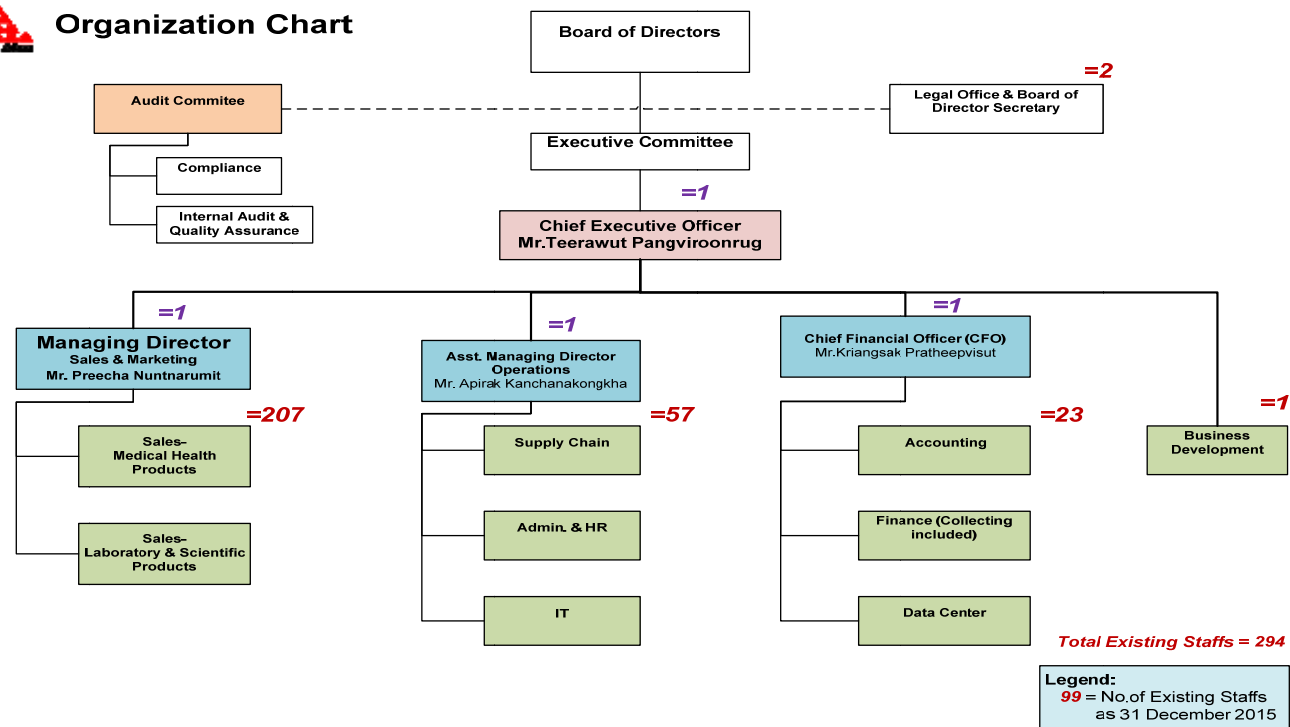 Organization Chart
Board of Directors
=2
Audit Commitee
Legal Office & Board of
Director Secretary
Executive Committee
Compliance
=1
Internal Audit &
Quality Assurance
Chief Executive Officer
Mr.Teerawut Pangviroonrug
=1
Managing Director
Sales & Marketing
Mr. Preecha Nuntnarumit
=1
Asst. Managing Director
Operations
Mr. Apirak Kanchanakongkha
=1
Chief Financial Officer (CFO)
Mr.Kriangsak Pratheepvisut
=207
Sales–
Medical Health
Products
Sales–
Laboratory & Scientific
Products
=57
Supply Chain
Admin. & HR
IT
=23
Accounting
Finance (Collecting
included)
Data Center
=1
Business
Development
Total Existing Staffs = 294
Legend:
99 = No.of Existing Staffs
as 31 December 2015